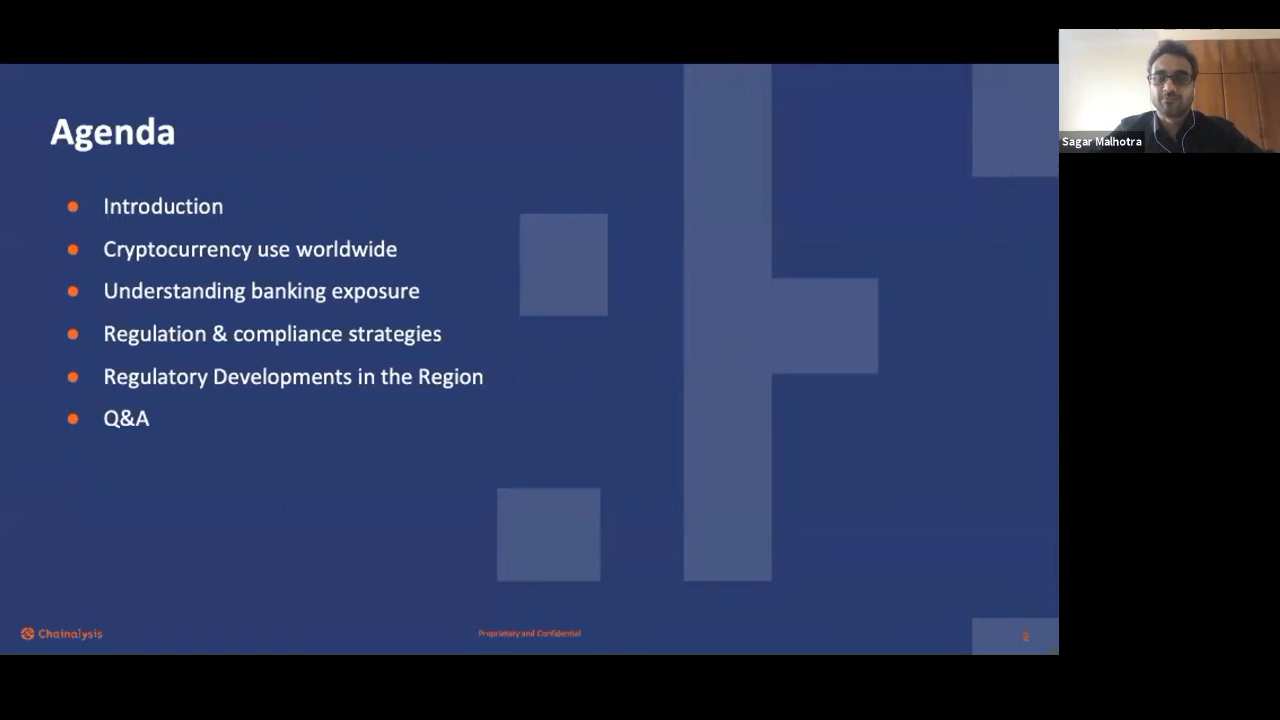 Agenda
Introduction
Cryptocurrency use worldwide
Understanding banking exposure
Regulation & compliance strategies
Regulatory Developments in the Region
Q&A
Chainalysis
Proprietary and Confidential
Sagar Malhotra